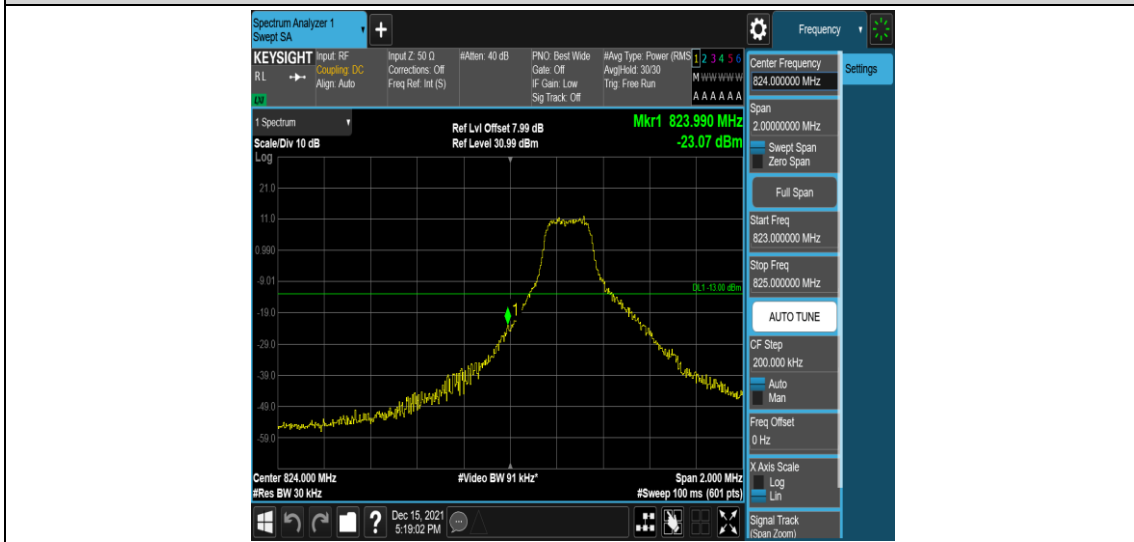 Spectrum Analyzer 1
Swept SA
+
Frequency
KEYSIGHT
Input: RF
Coupling: DC
Align: Auto
Input Z: 50 Ω
Corrections: Off
Freq Ref: Int (S)
#Atten: 40 dB
PNO: Best Wide
Gate: Off
IF Gain: Low
Sig Track: Off
#Avg Type: Power (RMS
Avg|Hold: 30/30
Trig: Free Run
1 2 3 4 5 6
M W W W W W
A A A A A A
RL
LXI
1 Spectrum
Scale/Div 10 dB
Log
Ref Lvl Offset 7.99 dB
Ref Level 30.99 dBm
Mkr1 823.990 MHz
-23.07 dBm
21.0
11.0
0.990
-9.01
-19.0
-29.0
-39.0
-49.0
-59.0
DL1 -13.00 dBm
1
Center 824.000 MHz
#Res BW 30 kHz
#Video BW 91 kHz*
Span 2.000 MHz
#Sweep 100 ms (601 pts)
?
Dec 15, 2021
5:19:02 PM
Center Frequency
824.000000 MHz
Settings
Span
2.00000000 MHz
Swept Span
Zero Span
Full Span
Start Freq
823.000000 MHz
Stop Freq
825.000000 MHz
AUTO TUNE
CF Step
200.000 kHz
Auto
Man
Freq Offset
0 Hz
X Axis Scale
Log
Lin
Signal Track
(Span Zoom)